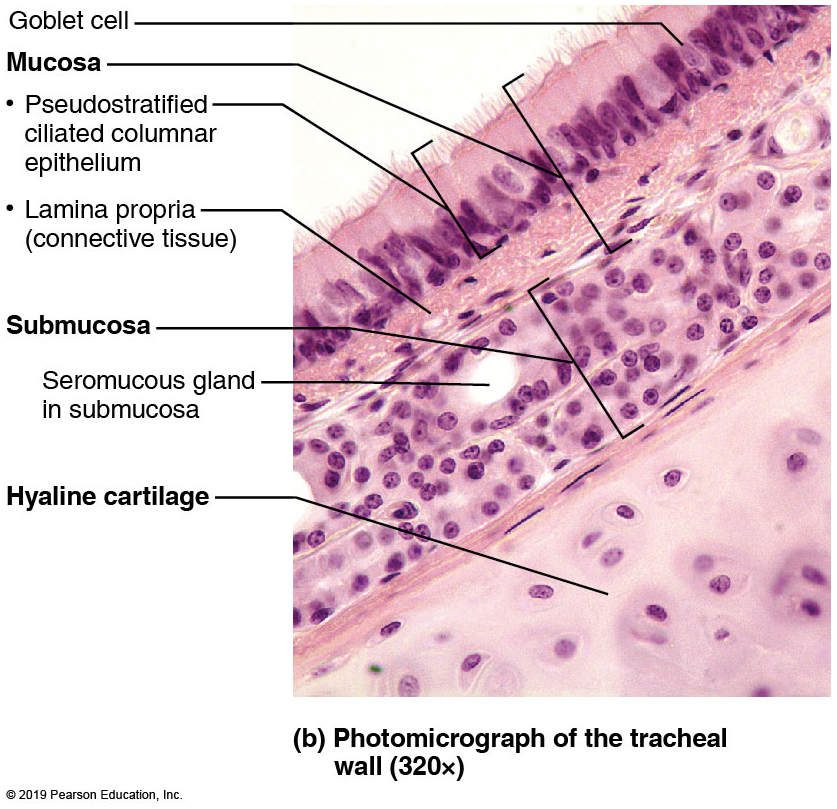 Goblet cell
Mucosa
• Pseudostratified
ciliated columnar
epithelium
• Lamina propria
(connective tissue)
Submucosa
Seromucous gland
in submucosa
Hyaline cartilage
(b) Photomicrograph of the tracheal
wall (320×)
© 2019 Pearson Education, Inc.